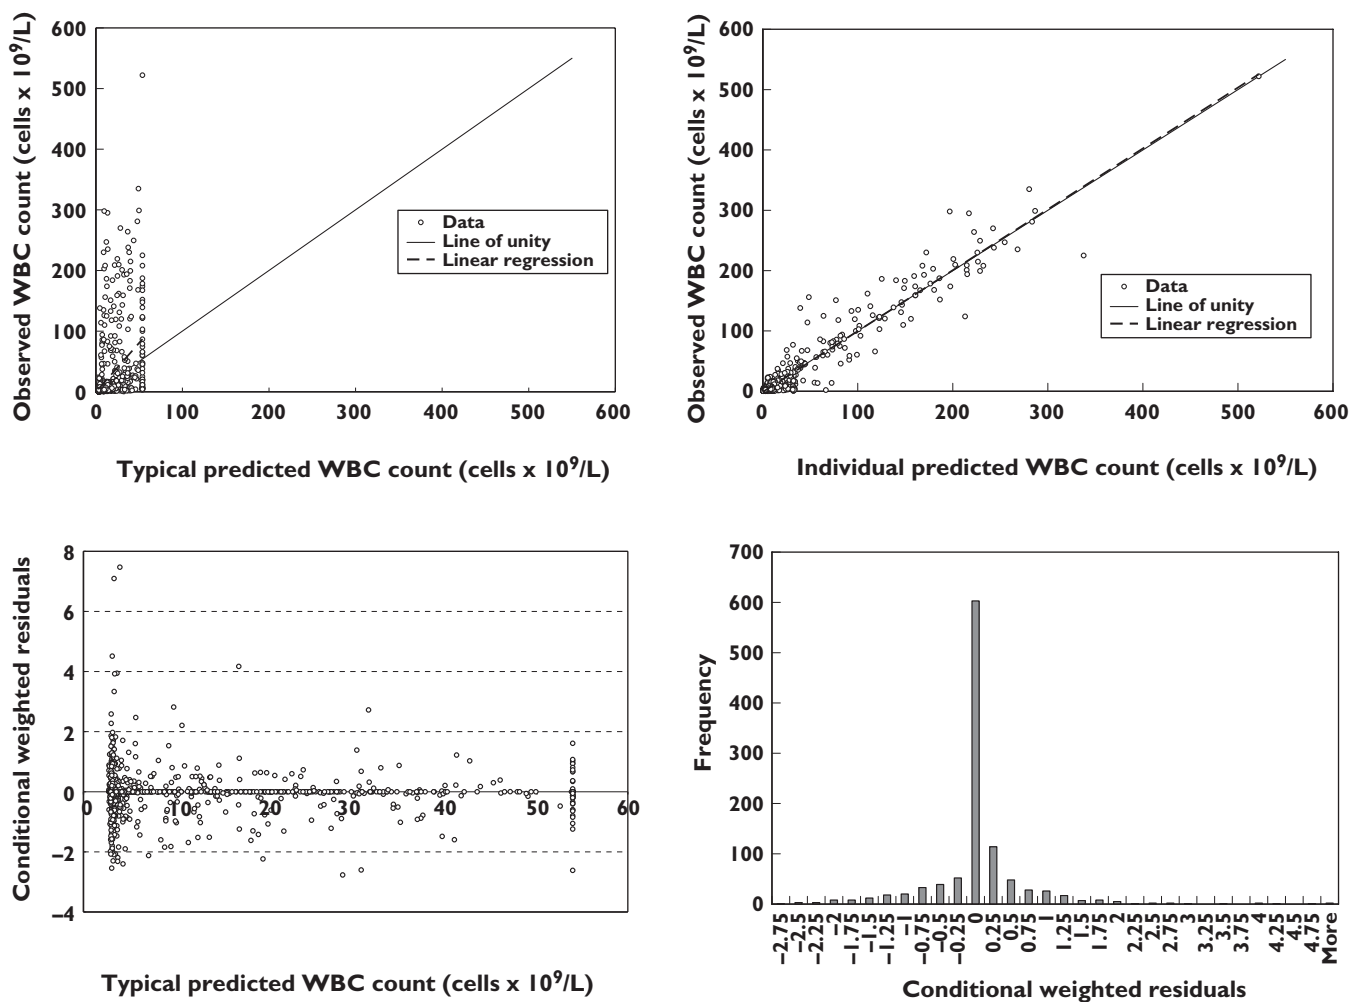 Observed WBC count (cells x 10⁹/L)
600
500
400
300
200
100
0
0 100 200 300 400 500 600
Data
Line of unity
Linear regression
Typical predicted WBC count (cells x 10⁹/L)
Observed WBC count (cells x 10⁹/L)
600
500
400
300
200
100
0
0 100 200 300 400 500 600
Data
Line of unity
Linear regression
Individual predicted WBC count (cells x 10⁹/L)
Conditional weighted residuals
8
6
4
2
0
−2
−4
0 10 20 30 40 50 60
Typical predicted WBC count (cells x 10⁹/L)
Frequency
700
600
500
400
300
200
100
0
−2.75 −2.5 −2.25 −2 −1.75 −1.5 −1.25 −1 −0.75 −0.5 −0.25 0 0.25 0.5 0.75 1 1.25 1.5 1.75 2 2.25 2.5 2.75 3 3.25 3.5 3.75 4 4.25 4.5 4.75 More
Conditional weighted residuals